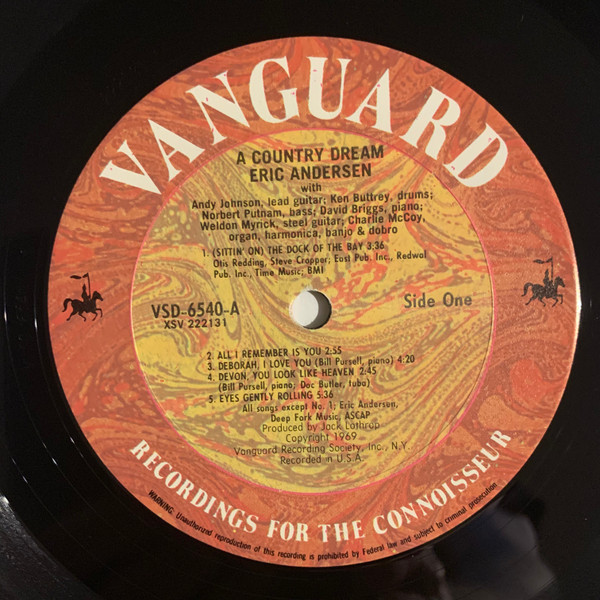 VANGUARD
A COUNTRY DREAM
ERIC ANDERSEN
with
Andy Johnson, lead guitar; Ken Buttrey, drums;
Norbert Putnam, bass; David Briggs, piano;
Weldon Myrick, steel guitar; Charlie McCoy,
organ, harmonica, banjo & dobro
1. (SITTIN' ON) THE DOCK OF THE BAY 3:36
Otis Redding, Steve Cropper; East Pub. Inc., Redwal
Pub. Inc., Time Music; BMI
VSD-6540-A
XSV 222131
Side One
2. ALL I REMEMBER IS YOU 2:55
3. DEBORAH, I LOVE YOU (Bill Pursell, piano) 4:20
4. DEVON, YOU LOOK LIKE HEAVEN 2:45
(Bill Pursell, piano; Doc Butler, tuba)
5. EYES GENTLY ROLLING 5:36
All songs except No. 1; Eric Andersen,
Deep Fork Music, ASCAP
Produced by Jack Lothrop
Copyright 1969
Vanguard Recording Society, Inc., N.Y.
Recorded in U.S.A.
RECORDINGS FOR THE CONNOISSEUR
WARNING: Unauthorized reproduction of this recording is prohibited by Federal law and subject to criminal prosecution